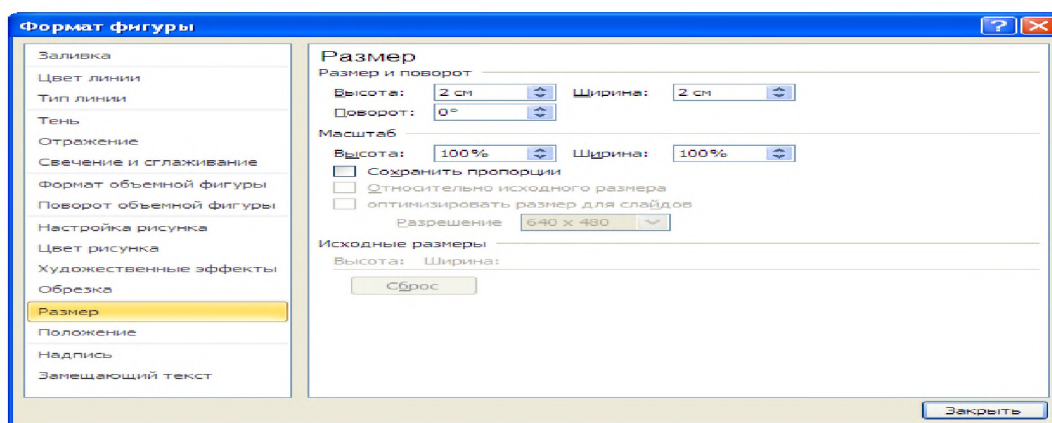 Формат фигуры
Заливка
Цвет линии
Тип линии
Тень
Отражение
Свечение и сглаживание
Формат объемной фигуры
Поворот объемной фигуры
Настройка рисунка
Цвет рисунка
Художественные эффекты
Обрезка
Размер
Положение
Надпись
Замещающий текст
Размер
Размер и поворот
Высота: 2 см Ширина: 2 см
Поворот: 0°
Масштаб
Высота: 100% Ширина: 100%
Сохранить пропорции
Относительно исходного размера
оптимизировать размер для слайдов
Разрешение 640 x 480
Исходные размеры
Высота: Ширина:
Сброс
Закрыть